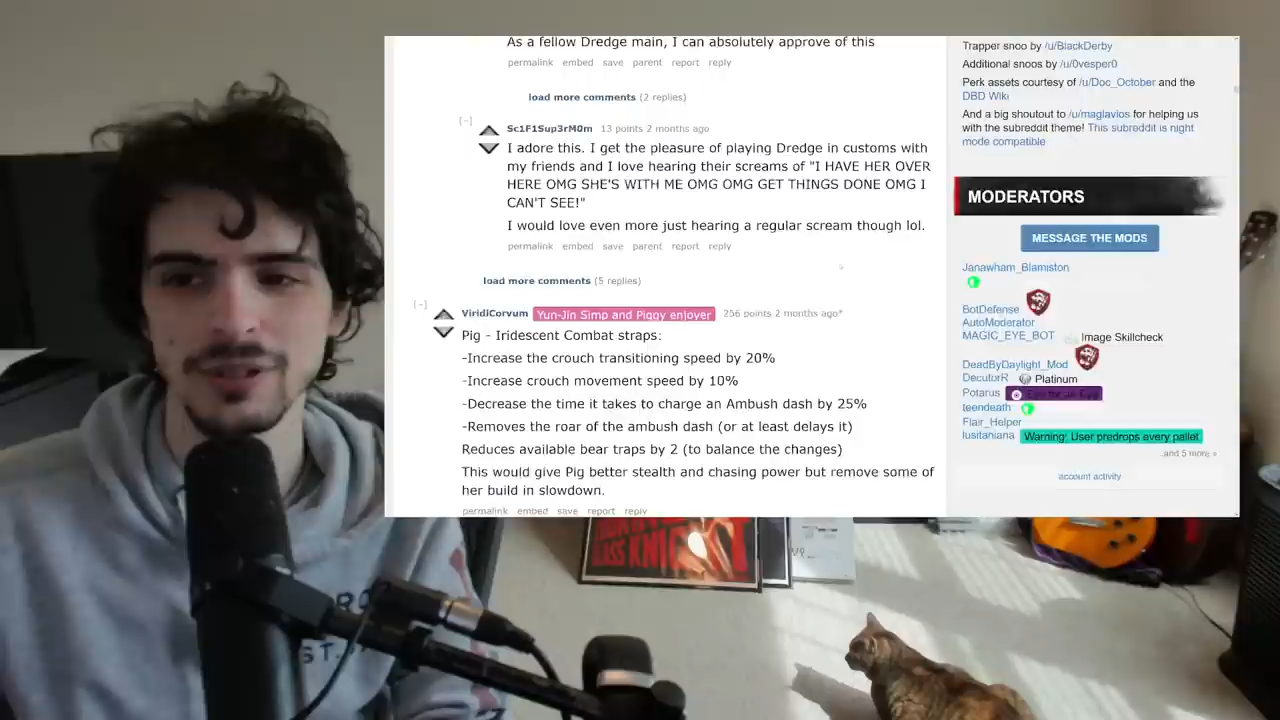 As a fellow Dredge main, I can absolutely approve of this
permalink embed save parent report reply
load more comments (2 replies)
[-]
Sc1F1Sup3rM0m 13 points 2 months ago
I adore this. I get the pleasure of playing Dredge in customs with
my friends and I love hearing their screams of "I HAVE HER OVER
HERE OMG SHE'S WITH ME OMG OMG GET THINGS DONE OMG I
CAN'T SEE!"
I would love even more just hearing a regular scream though lol.
permalink embed save parent report reply
load more comments (5 replies)
[-]
ViridiCorvum Yun-Jin Simp and Piggy enjoyer 256 points 2 months ago*
Pig - Iridescent Combat straps:
-Increase the crouch transitioning speed by 20%
-Increase crouch movement speed by 10%
-Decrease the time it takes to charge an Ambush dash by 25%
-Removes the roar of the ambush dash (or at least delays it)
Reduces available bear traps by 2 (to balance the changes)
This would give Pig better stealth and chasing power but remove some of
her build in slowdown.
permalink embed save report reply
Trapper snoo by /u/BlackDerby
Additional snoos by /u/0vesper0
Perk assets courtesy of /u/Doc_October and the
DBD Wiki
And a big shoutout to /u/maglavios for helping us
with the subreddit theme! This subreddit is night
mode compatible
MODERATORS
MESSAGE THE MODS
Janawham_Blamiston
BotDefense
AutoModerator
MAGIC_EYE_BOT Image Skillcheck
DeadByDaylight_Mod
DecutorR Platinum
Potarus
teendeath
Flair_Helper
lusitaniana Warning: User predrops every pallet
...and 5 more »
account activity
GLASS KNI